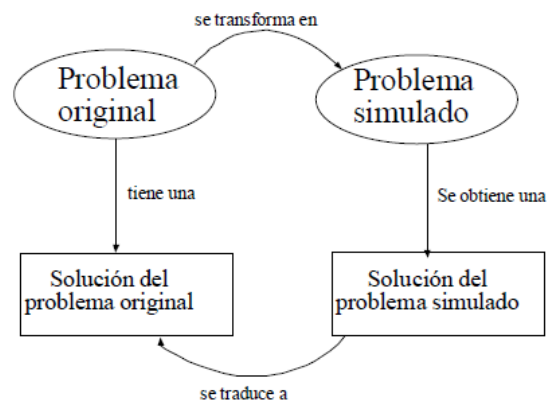 se transforma en
Problema
original
Problema
simulado
tiene una
Se obtiene una
Solución del
problema original
Solución del
problema simulado
se traduce a